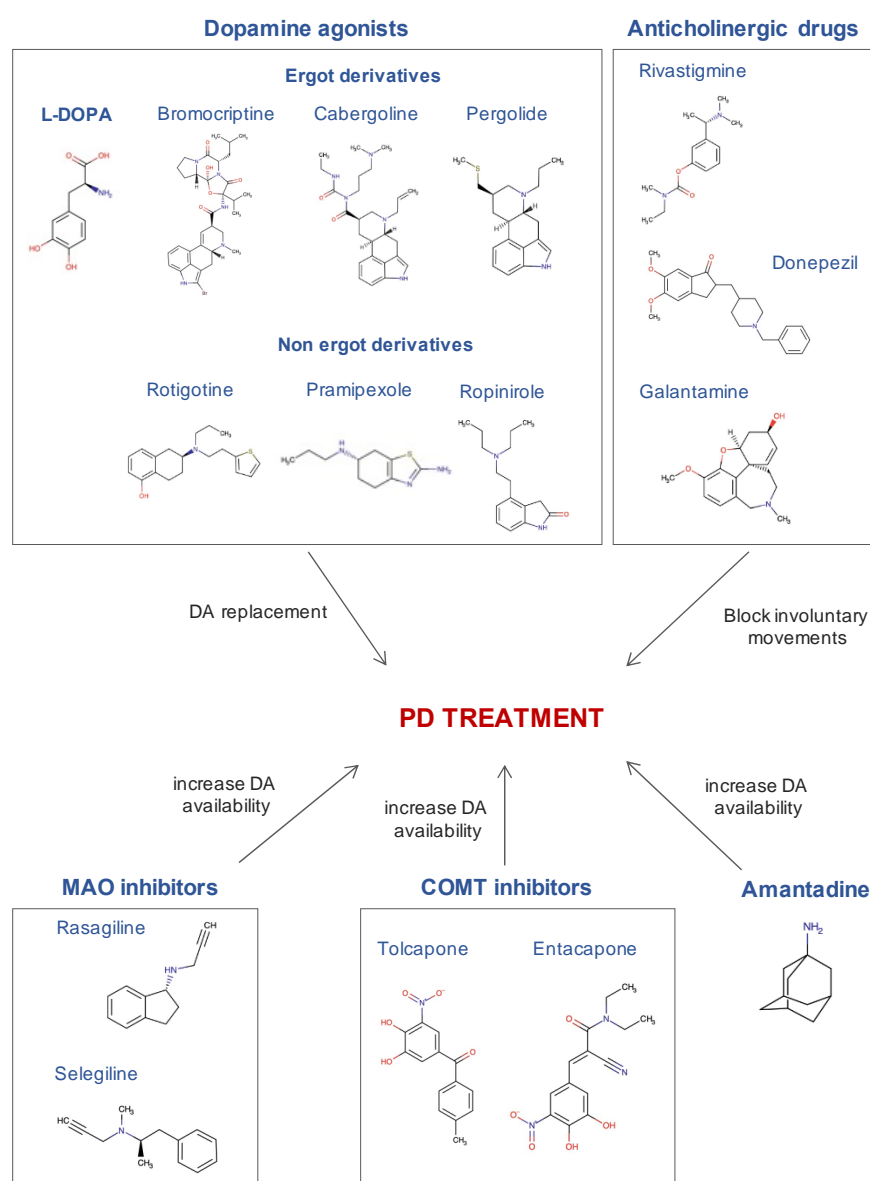 Dopamine agonists
Ergot derivatives
L-DOPA
Bromocriptine
Cabergoline
Pergolide
Non ergot derivatives
Rotigotine
Pramipexole
Ropinirole
Anticholinergic drugs
Rivastigmine
Donepezil
Galantamine
DA replacement
Block involuntary
movements
PD TREATMENT
increase DA
availability
increase DA
availability
increase DA
availability
MAO inhibitors
Rasagiline
Selegiline
COMT inhibitors
Tolcapone
Entacapone
Amantadine
NH₂